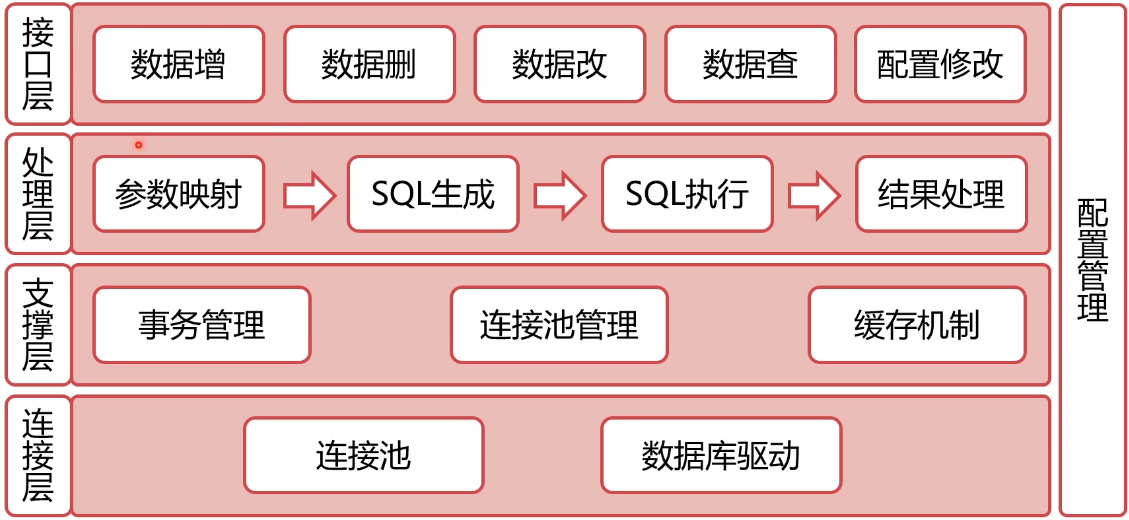 接口层
数据增
数据删
数据改
数据查
配置修改
处理层
参数映射
SQL生成
SQL执行
结果处理
支撑层
事务管理
连接池管理
缓存机制
连接层
连接池
数据库驱动
配置管理